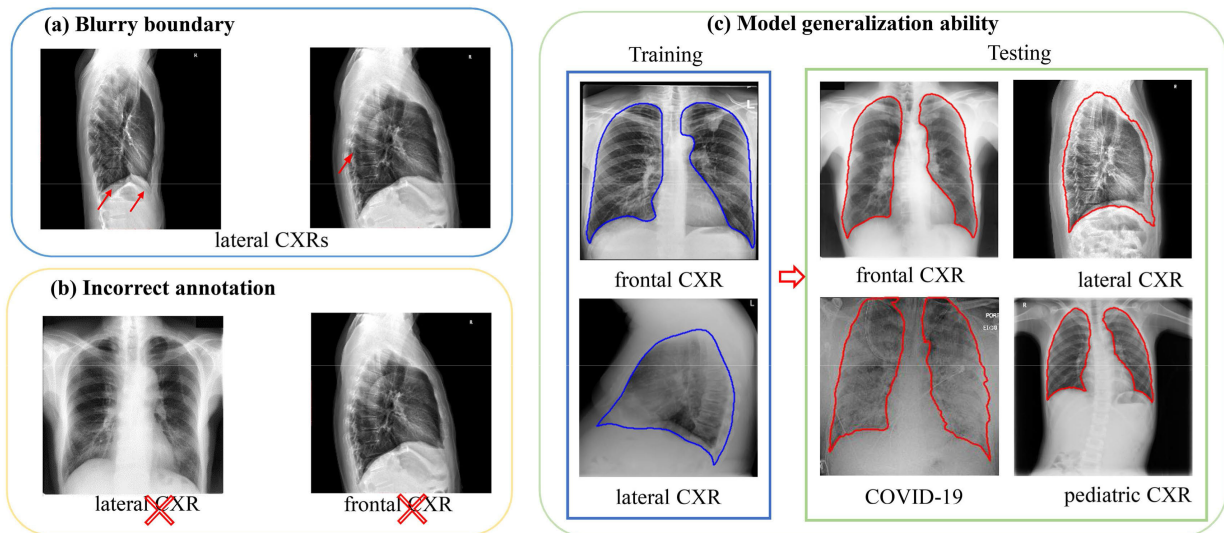 (a) Blurry boundary
R
R
lateral CXRs
(b) Incorrect annotation
R
lateral CXR
frontal CXR
(c) Model generalization ability
Training
Testing
L
frontal CXR
L
lateral CXR
R
frontal CXR
lateral CXR
COVID-19
R
pediatric CXR